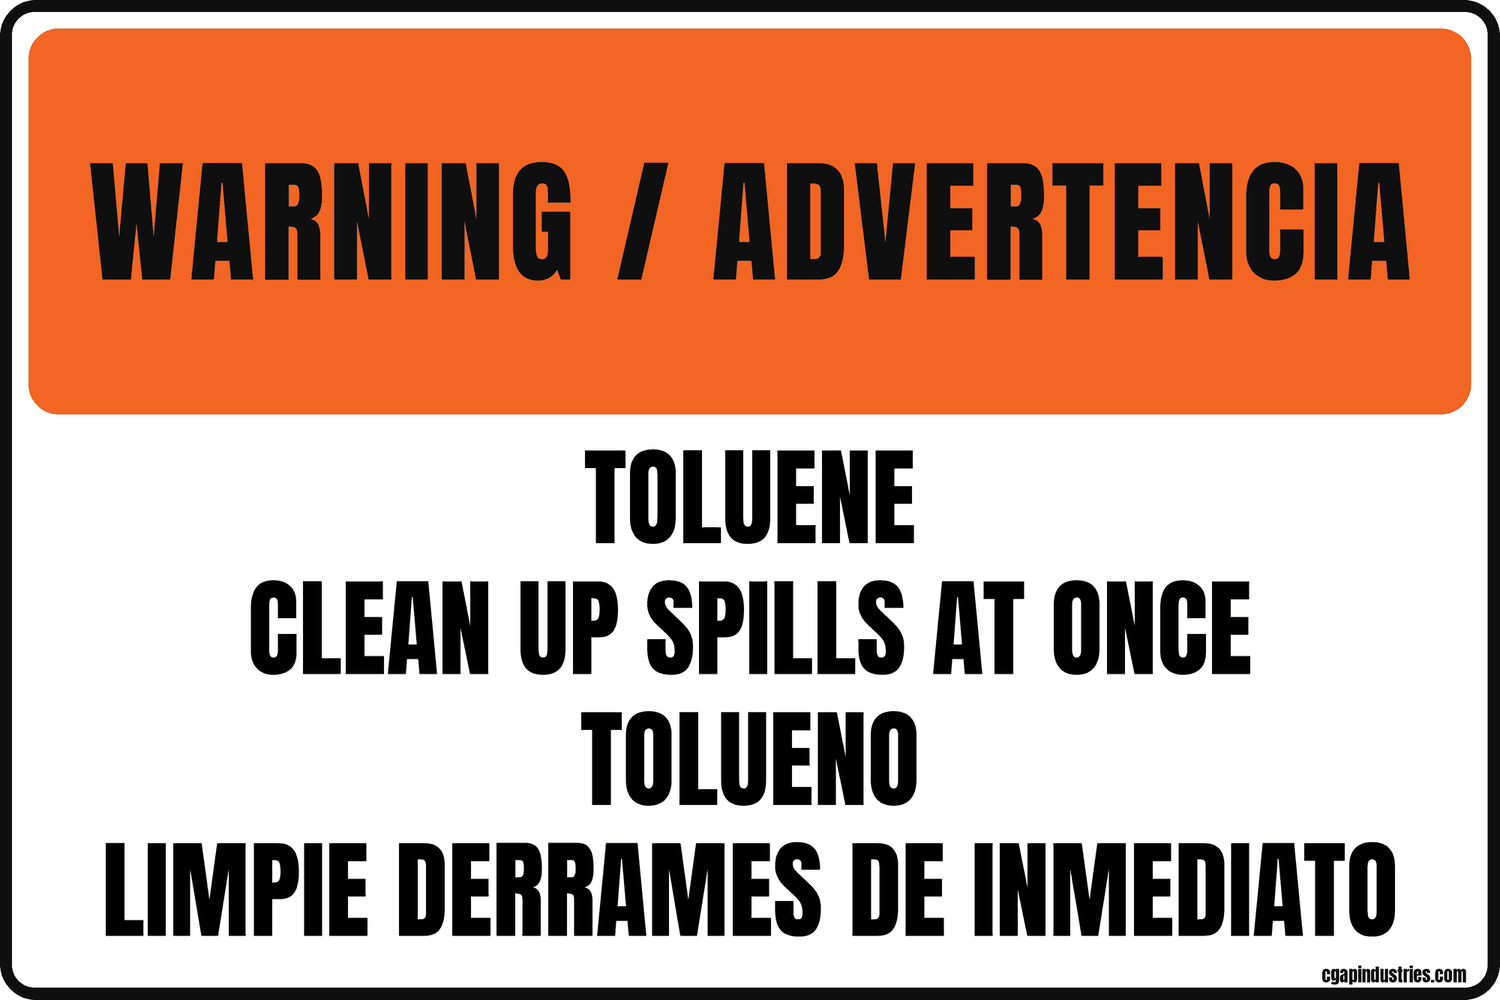 WARNING / ADVERTENCIA
TOLUENE
CLEAN UP SPILLS AT ONCE
TOLUENO
LIMPIE DERRAMES DE INMEDIATO
cgapindustries.com